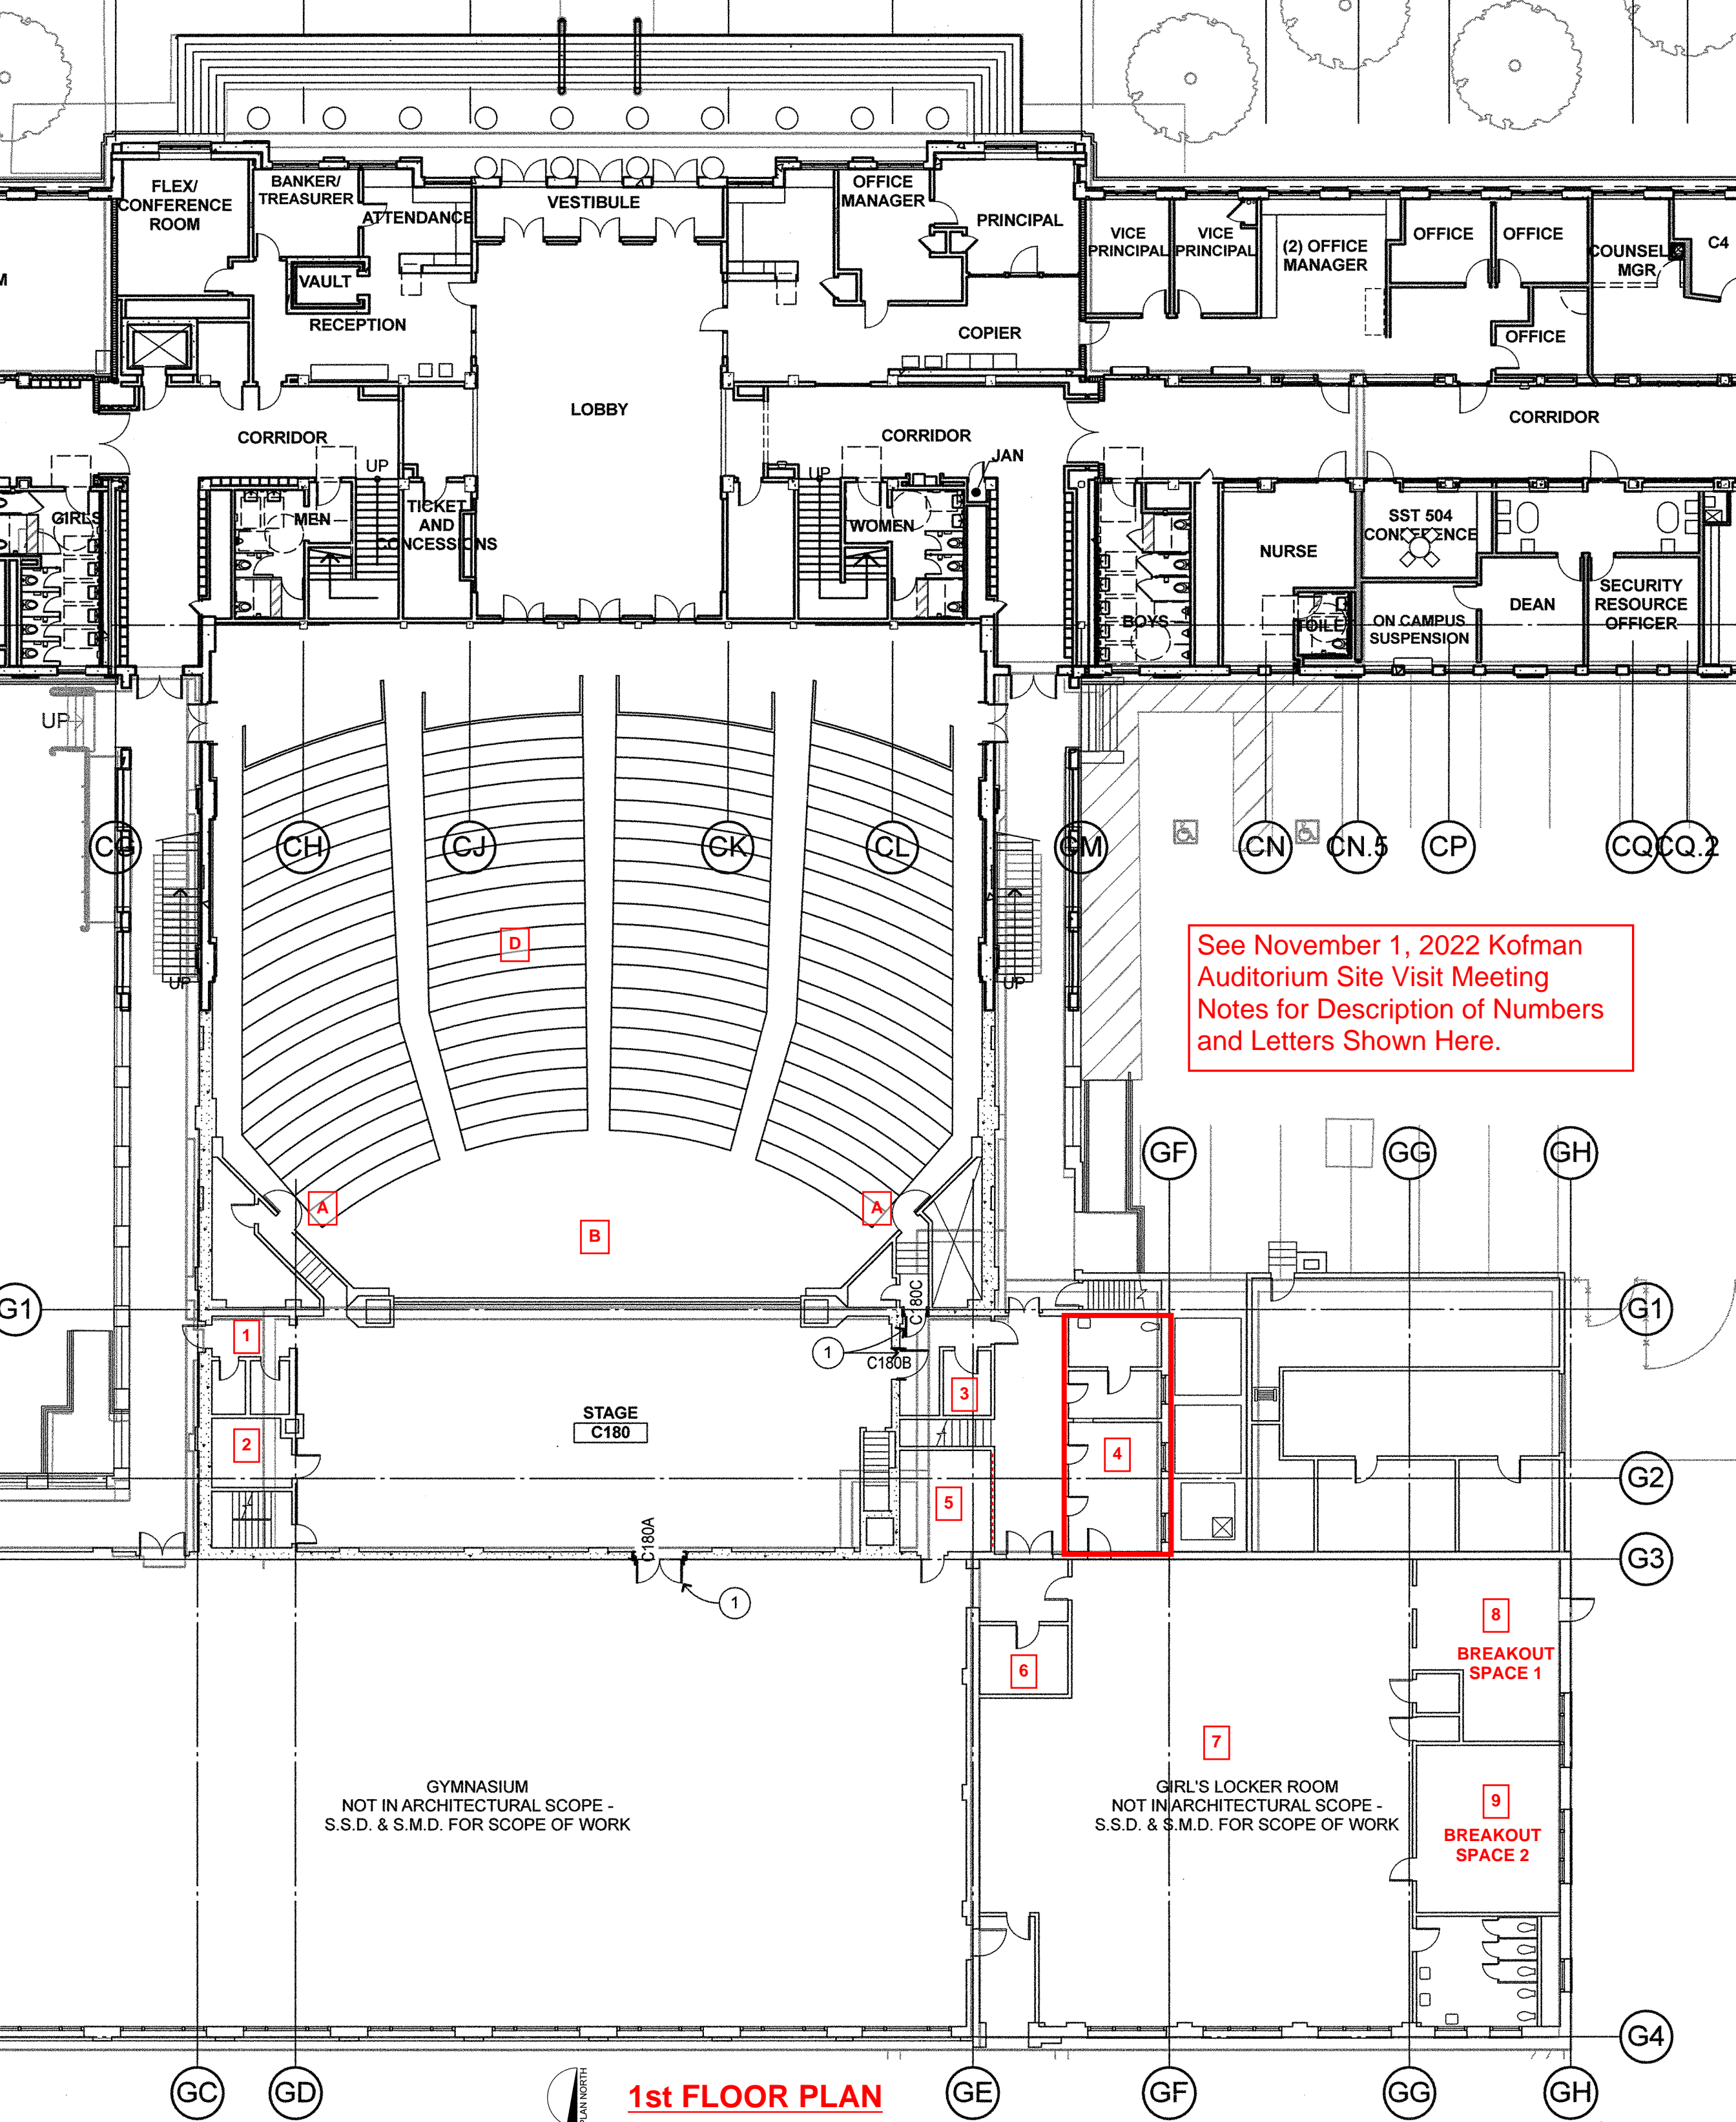 FLEX/
CONFERENCE
ROOM
BANKER/
TREASURER
ATTENDANCE
VESTIBULE
OFFICE
MANAGER
PRINCIPAL
VICE
PRINCIPAL
VICE
PRINCIPAL
(2) OFFICE
MANAGER
OFFICE
OFFICE
COUNSEL
MGR
C4
M
VAULT
RECEPTION
COPIER
OFFICE
LOBBY
CORRIDOR
CORRIDOR
CORRIDOR
UP
UP
JAN
GIRLS
MEN
TICKET
AND
CONCESSIONS
WOMEN
NURSE
SST 504
CONFERENCE
BOYS
TOILET
ON CAMPUS
SUSPENSION
DEAN
SECURITY
RESOURCE
OFFICER
UP
CG
CH
CJ
CK
CL
CM
CN
CN.5
CP
CQ
CQ.2
D
UP
UP
See November 1, 2022 Kofman
Auditorium Site Visit Meeting
Notes for Description of Numbers
and Letters Shown Here.
GF
GG
GH
A
A
B
G1
G1
C180C
1
1
C180B
3
STAGE
C180
2
4
5
G2
C180A
G3
1
8
BREAKOUT
SPACE 1
6
7
GYMNASIUM
NOT IN ARCHITECTURAL SCOPE -
S.S.D. & S.M.D. FOR SCOPE OF WORK
GIRL'S LOCKER ROOM
NOT IN ARCHITECTURAL SCOPE -
S.S.D. & S.M.D. FOR SCOPE OF WORK
9
BREAKOUT
SPACE 2
G4
GC
GD
PLAN NORTH
1st FLOOR PLAN
GE
GF
GG
GH